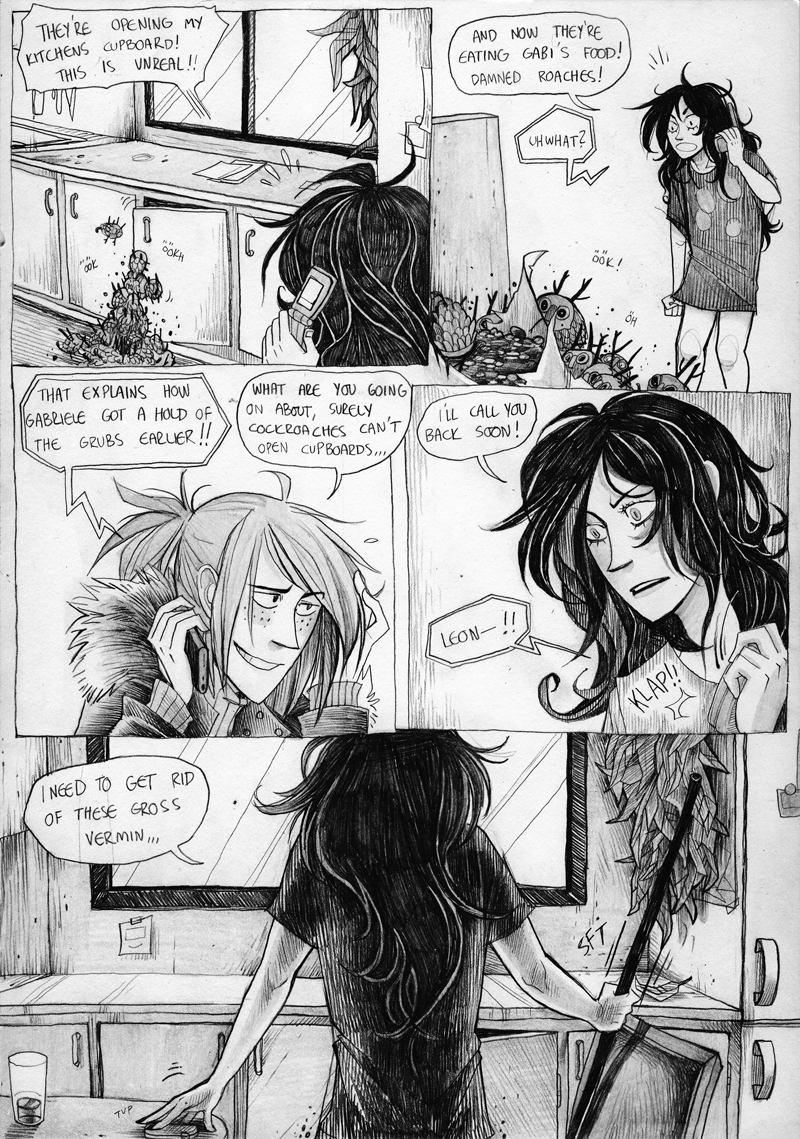 THEY'RE OPENING MY
KITCHENS CUPBOARD!
THIS IS UNREAL!!
"ÖÖK"
ÖÖKH
AND NOW THEY'RE
EATING GABI'S FOOD!
DAMNED ROACHES!
UH WHAT?
ÖÖK!
ÖH
THAT EXPLAINS HOW
GABRIELE GOT A HOLD OF
THE GRUBS EARLIER!!
WHAT ARE YOU GOING
ON ABOUT, SURELY
COCKROACHES CAN'T
OPEN CUPBOARDS,,,
I'LL CALL YOU
BACK SOON!
LEON—!!
KLAP!!
I NEED TO GET RID
OF THESE GROSS
VERMIN,,,
SFT
TUP